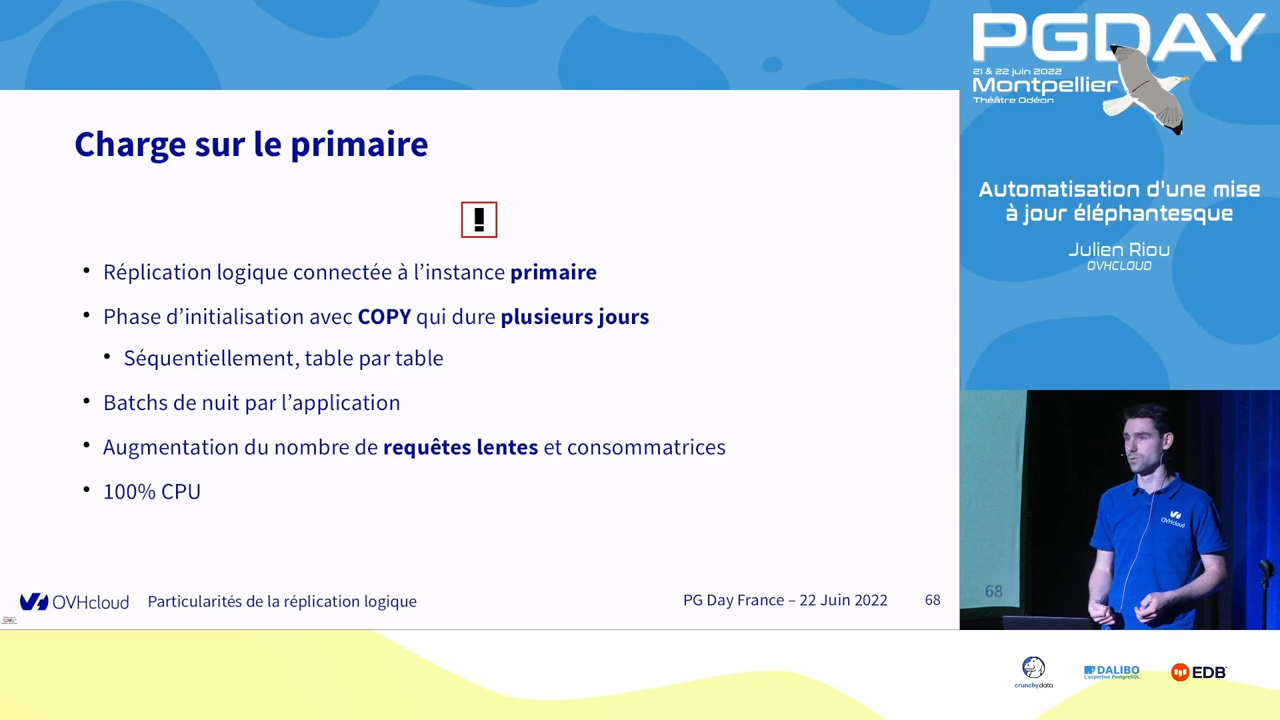 PGDAY
21 & 22 juin 2022
Montpellier
Théâtre Odéon
Automatisation d'une mise
à jour éléphantesque
Julien Riou
OVHCLOUD
Charge sur le primaire
!
• Réplication logique connectée à l’instance primaire
• Phase d’initialisation avec COPY qui dure plusieurs jours
• Séquentiellement, table par table
• Batchs de nuit par l’application
• Augmentation du nombre de requêtes lentes et consommatrices
• 100% CPU
OVHcloud
Particularités de la réplication logique
PG Day France – 22 Juin 2022
68
68
OVHcloud
crunchydata
DALIBO
L'expertise PostgreSQL
EDB